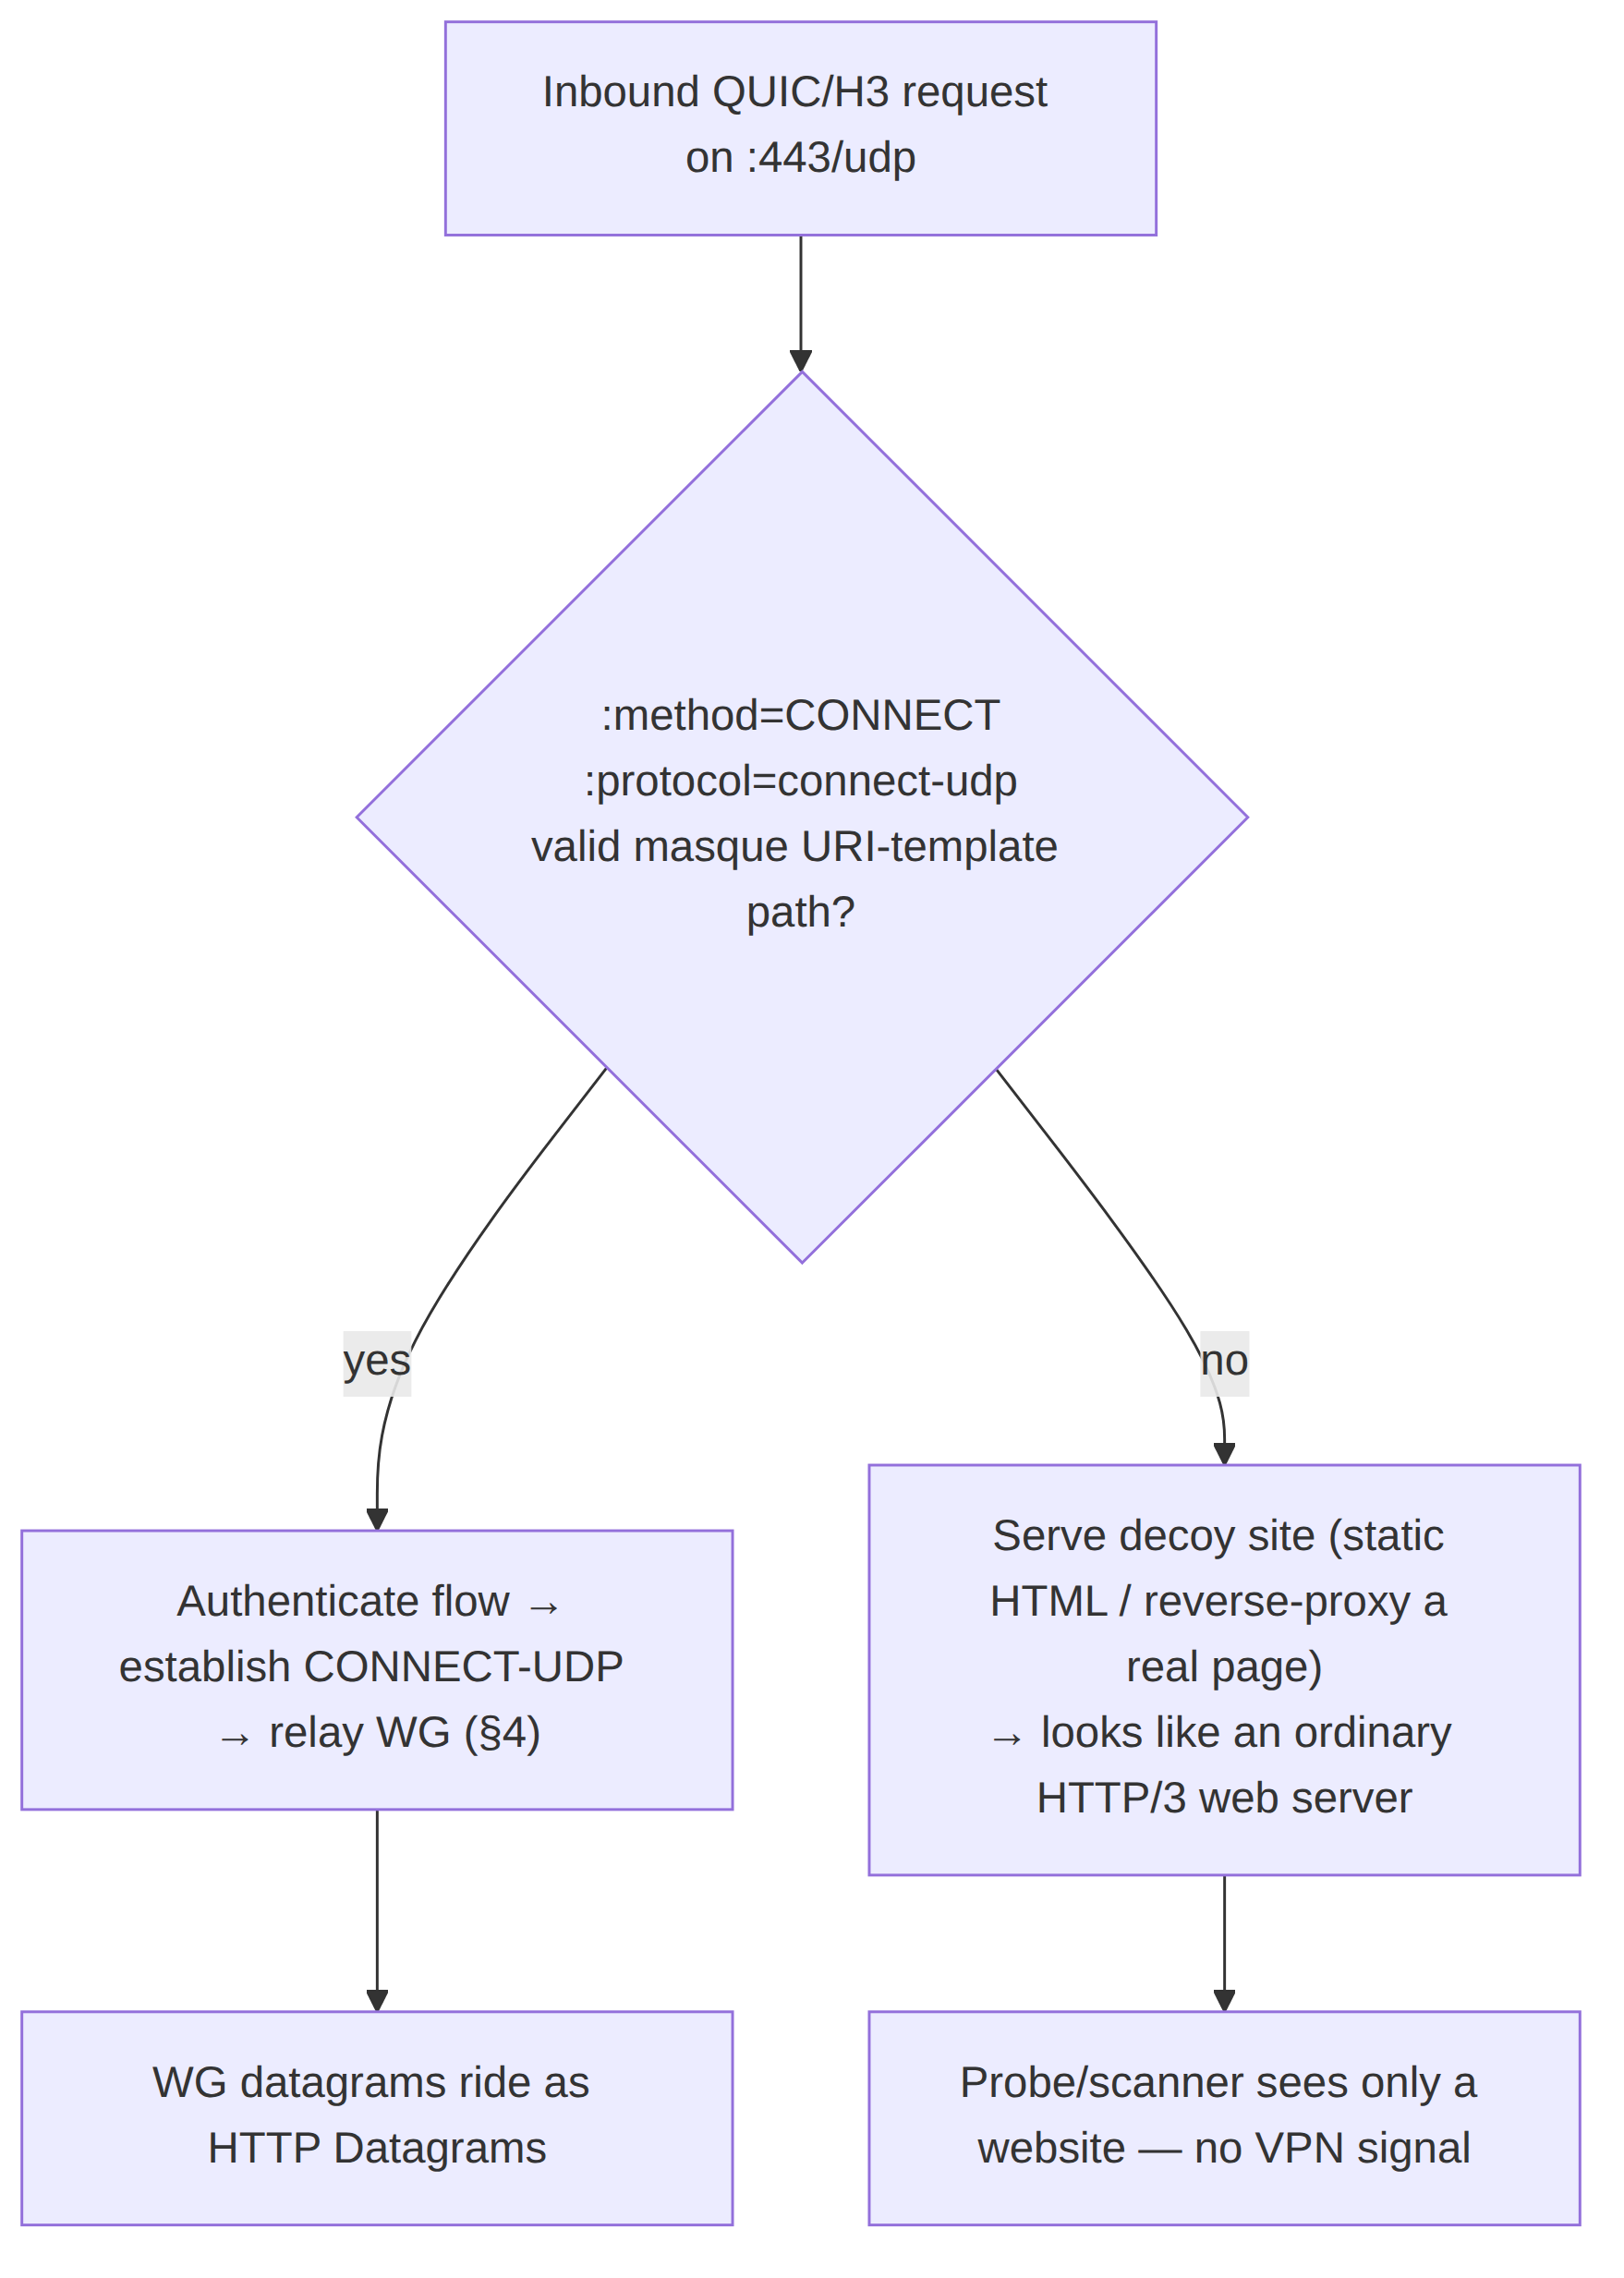 Inbound QUIC/H3 request
on :443/udp
:method=CONNECT
:protocol=connect-udp
valid masque URI-template
path?
yes
no
Authenticate flow →
establish CONNECT-UDP
→ relay WG (§4)
Serve decoy site (static
HTML / reverse-proxy a
real page)
→ looks like an ordinary
HTTP/3 web server
WG datagrams ride as
HTTP Datagrams
Probe/scanner sees only a
website — no VPN signal